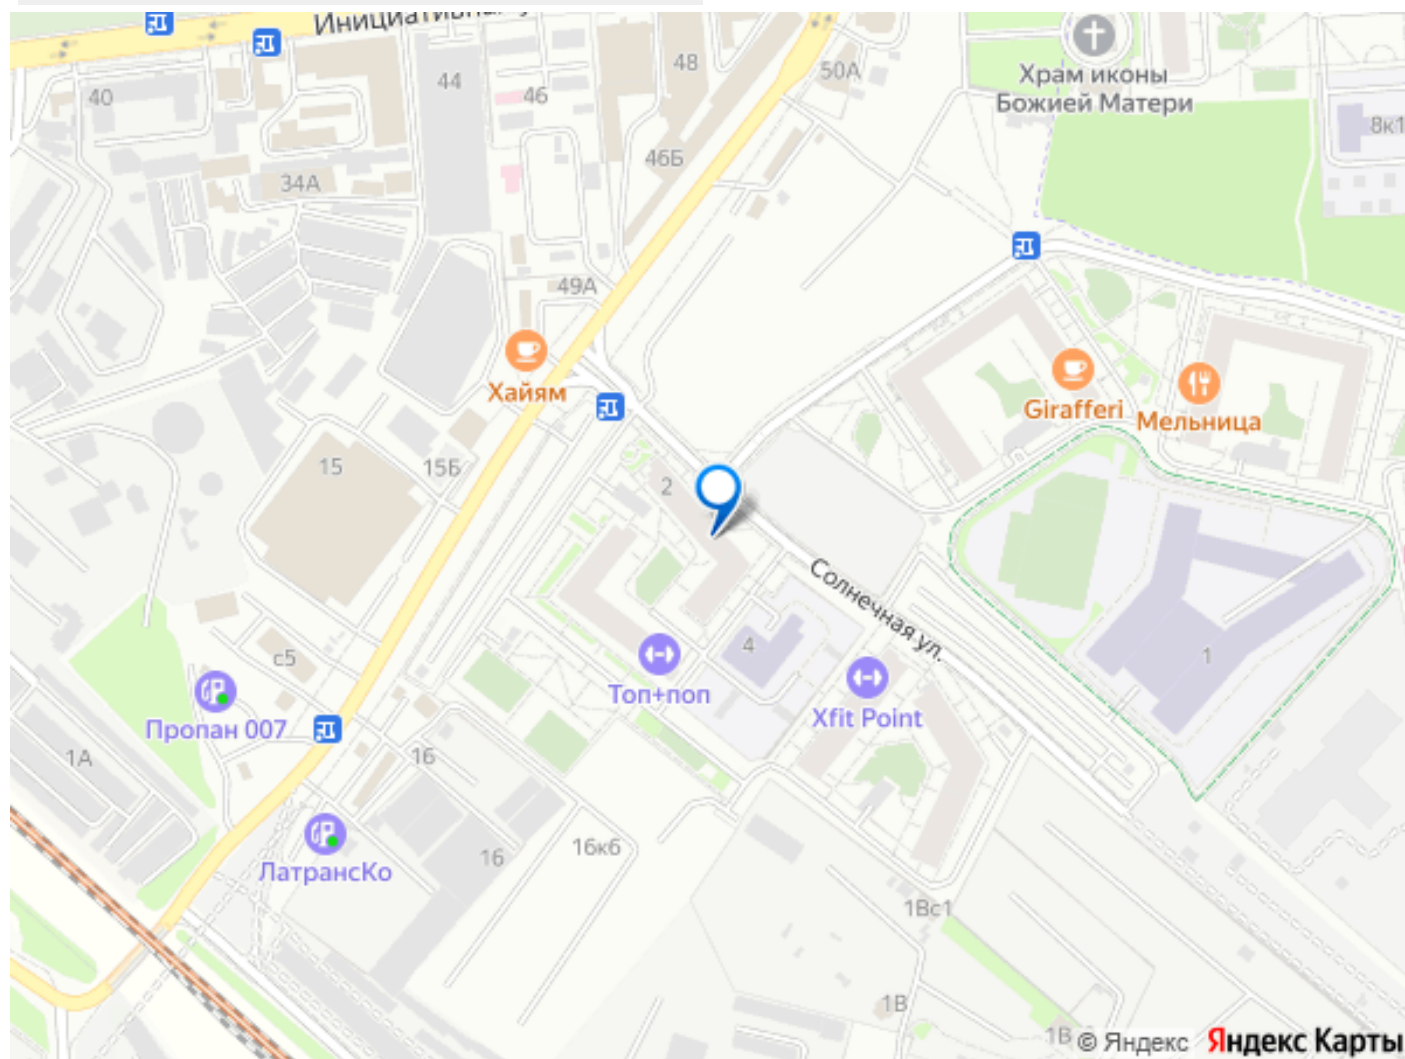 Инициативная у
40
44
46
48
50А
Храм иконы
Божией Матери
8к1
46Б
34А
49А
Хайям
Girafferi
Мельница
15
15Б
2
Солнечная ул.
4
1
с5
Топ+поп
Xfit Point
Пропан 007
1А
16
16
16к6
ЛатрансКо
1Вс1
1В
1В
© Яндекс Яндекс Карты